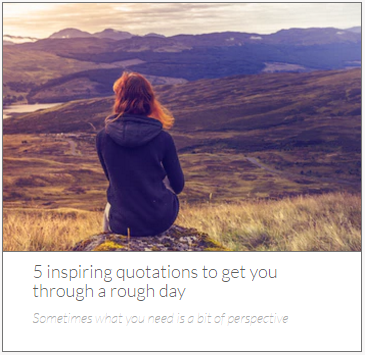 5 inspiring quotations to get you
through a rough day
Sometimes what you need is a bit of perspective